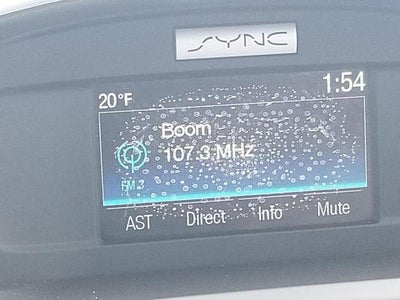 SYNC
20°F 1:54
Boom
107.3 MHz
FM 3
AST Direct Info Mute